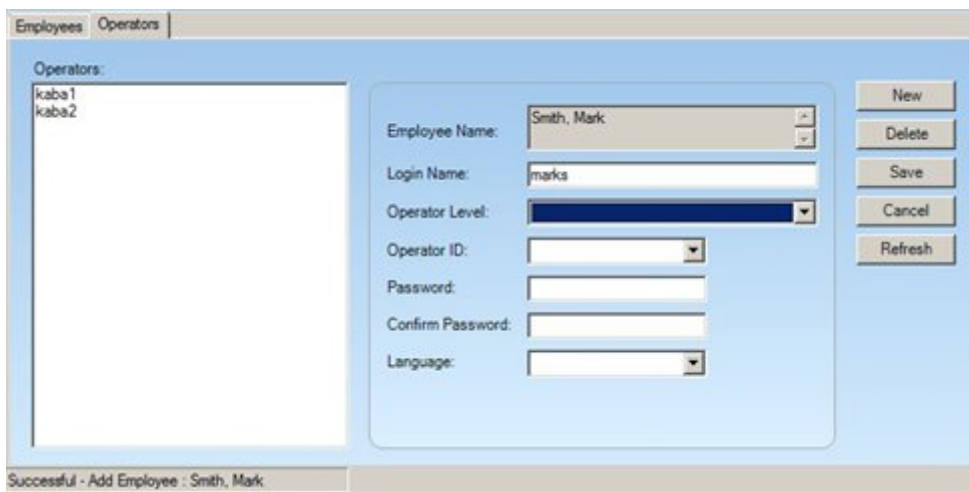 Employees Operators
Operators:
kaba1
kaba2
Employee Name: Smith, Mark
Login Name: marks
Operator Level:
Operator ID:
Password:
Confirm Password:
Language:
New
Delete
Save
Cancel
Refresh
Successful - Add Employee : Smith, Mark